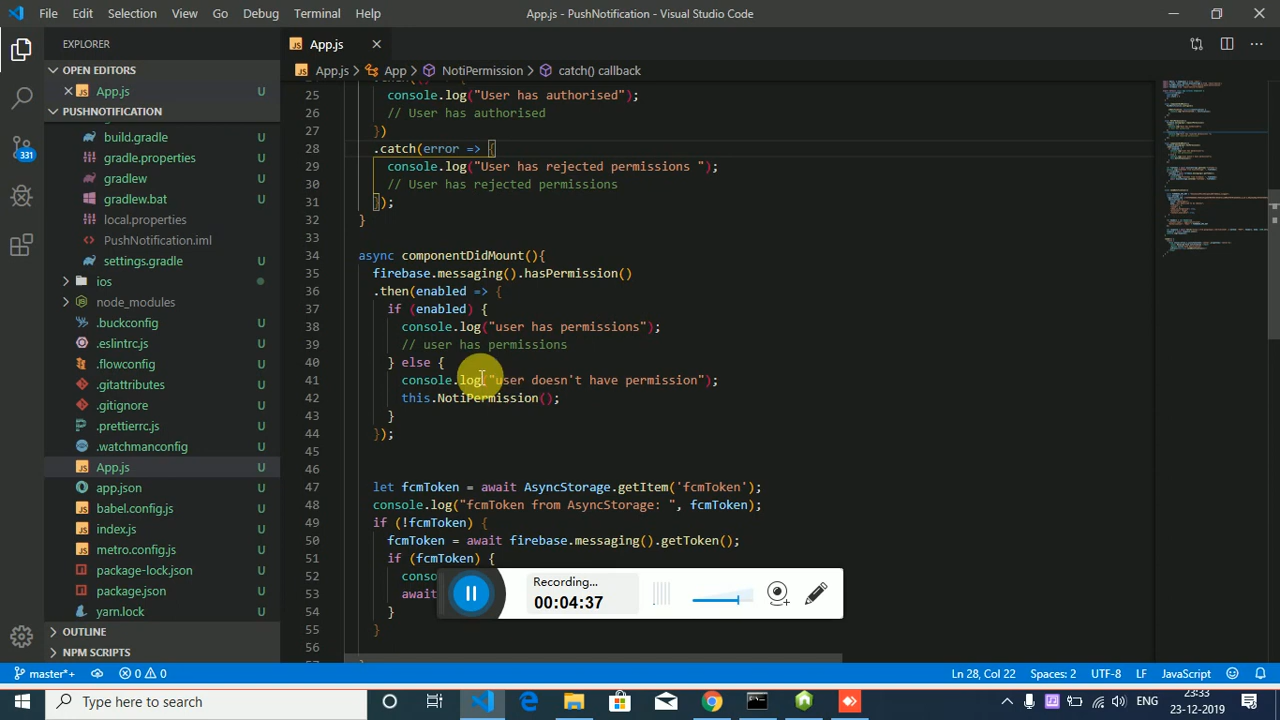 File Edit Selection View Go Debug Terminal Help
App.js - PushNotification - Visual Studio Code
EXPLORER
OPEN EDITORS
App.js U
PUSHNOTIFICATION
build.gradle U
gradle.properties U
gradlew U
gradlew.bat U
local.properties
PushNotification.iml
settings.gradle U
ios
node_modules
.buckconfig U
.eslintrc.js U
.flowconfig U
.gitattributes U
.gitignore U
.prettierrc.js U
.watchmanconfig U
App.js U
app.json U
babel.config.js U
index.js U
metro.config.js U
package-lock.json U
package.json U
yarn.lock U
OUTLINE
NPM SCRIPTS
331
App.js
App.js > App > NotiPermission > catch() callback
25 console.log("User has authorised");
26 // User has authorised
27 })
28 .catch(error => {
29 console.log("User has rejected permissions ");
30 // User has rejected permissions
31 });
32 }
33
34 async componentDidMount(){
35 firebase.messaging().hasPermission()
36 .then(enabled => {
37 if (enabled) {
38 console.log("user has permissions");
39 // user has permissions
40 } else {
41 console.log("user doesn't have permission");
42 this.NotiPermission();
43 }
44 });
45
46
47 let fcmToken = await AsyncStorage.getItem('fcmToken');
48 console.log("fcmToken from AsyncStorage: ", fcmToken);
49 if (!fcmToken) {
50 fcmToken = await firebase.messaging().getToken();
51 if (fcmToken) {
52 conso
53 await
54 }
55 }
56
Recording...
00:04:37
master*+ 0 0
Ln 28, Col 22 Spaces: 2 UTF-8 LF JavaScript
Type here to search
ENG
23:33
23-12-2019